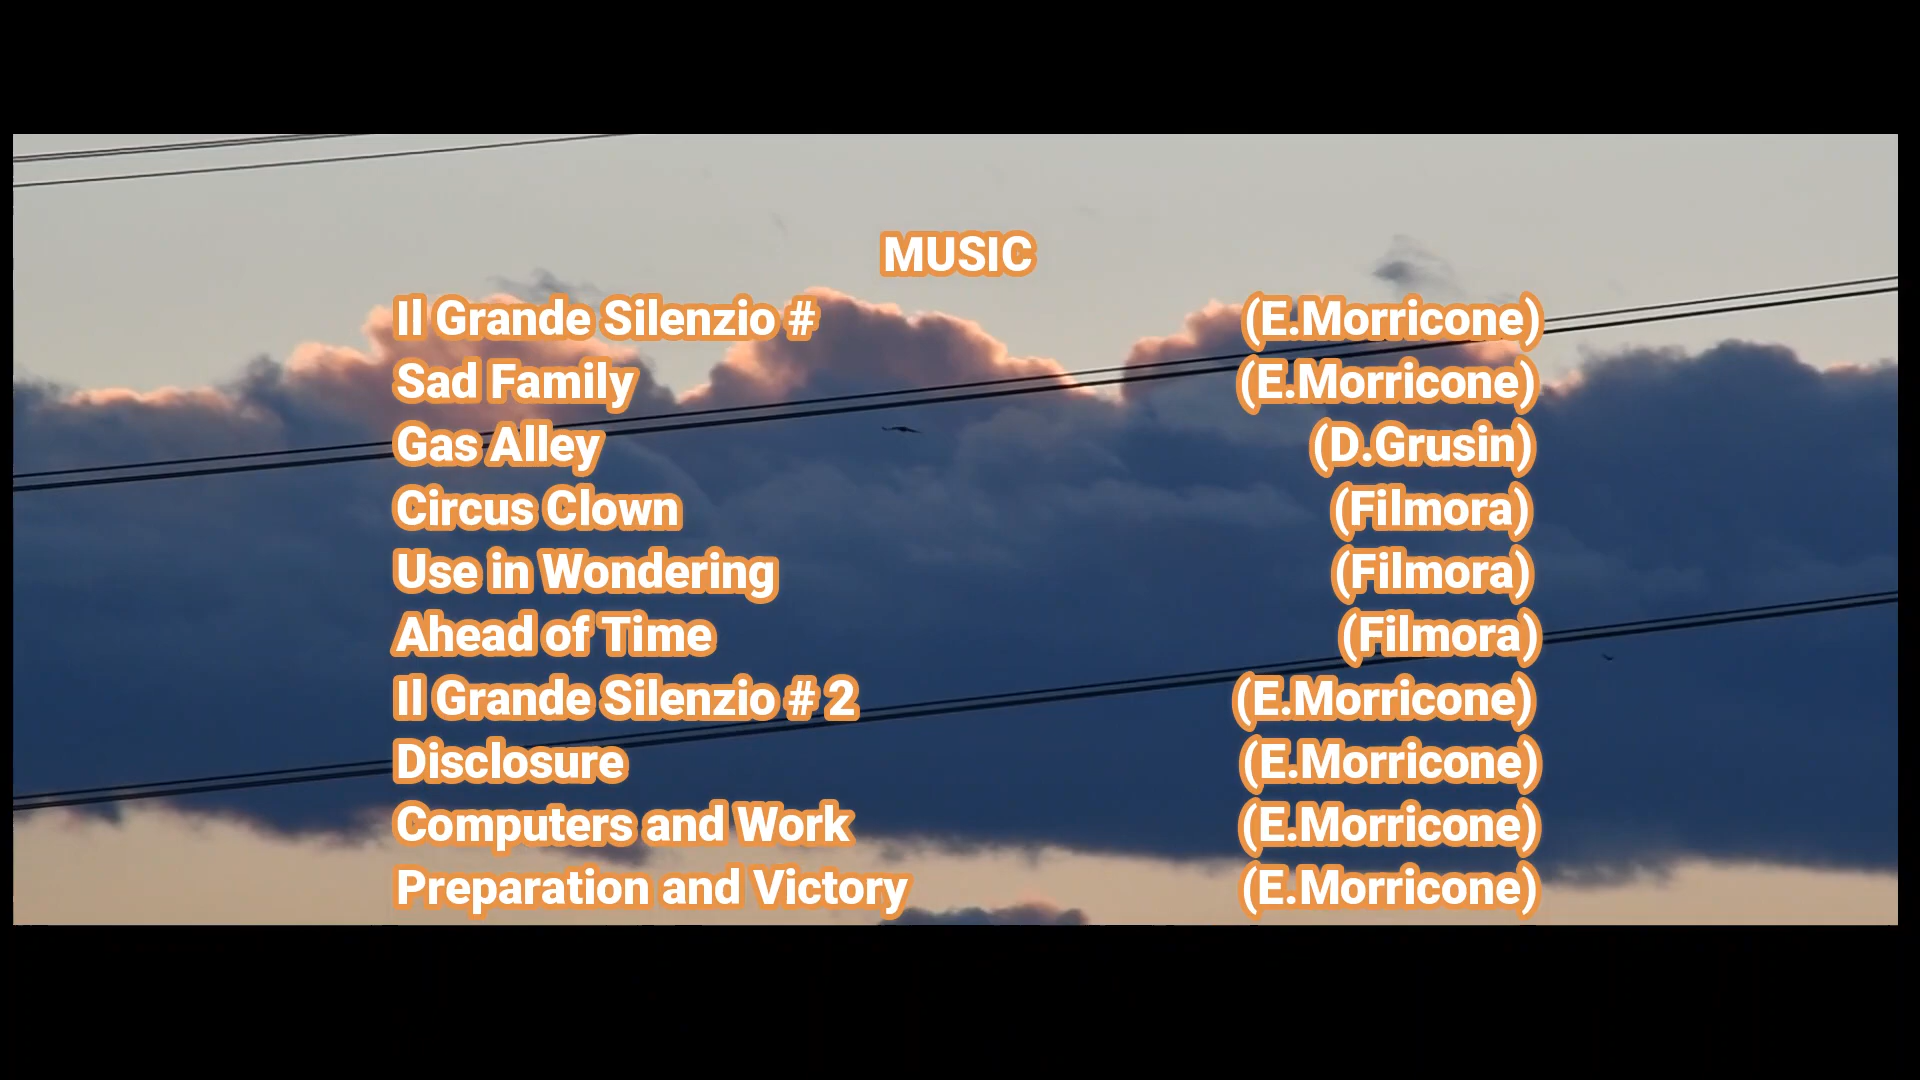 MUSIC
Il Grande Silenzio # (E.Morricone)
Sad Family (E.Morricone)
Gas Alley (D.Grusin)
Circus Clown (Filmora)
Use in Wondering (Filmora)
Ahead of Time (Filmora)
Il Grande Silenzio # 2 (E.Morricone)
Disclosure (E.Morricone)
Computers and Work (E.Morricone)
Preparation and Victory (E.Morricone)